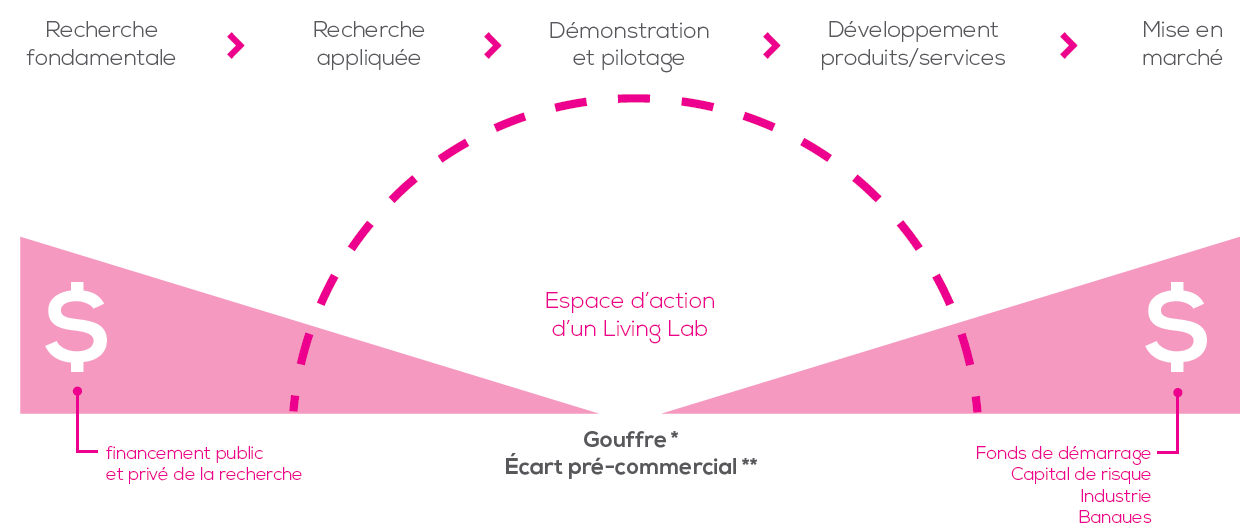 Recherche
fondamentale
Recherche
appliquée
Démonstration
et pilotage
Développement
produits/services
Mise en
marché
$
$
Espace d'action
d'un Living Lab
Gouffre *
Écart pré-commercial **
financement public
et privé de la recherche
Fonds de démarrage
Capital de risque
Industrie
Banques